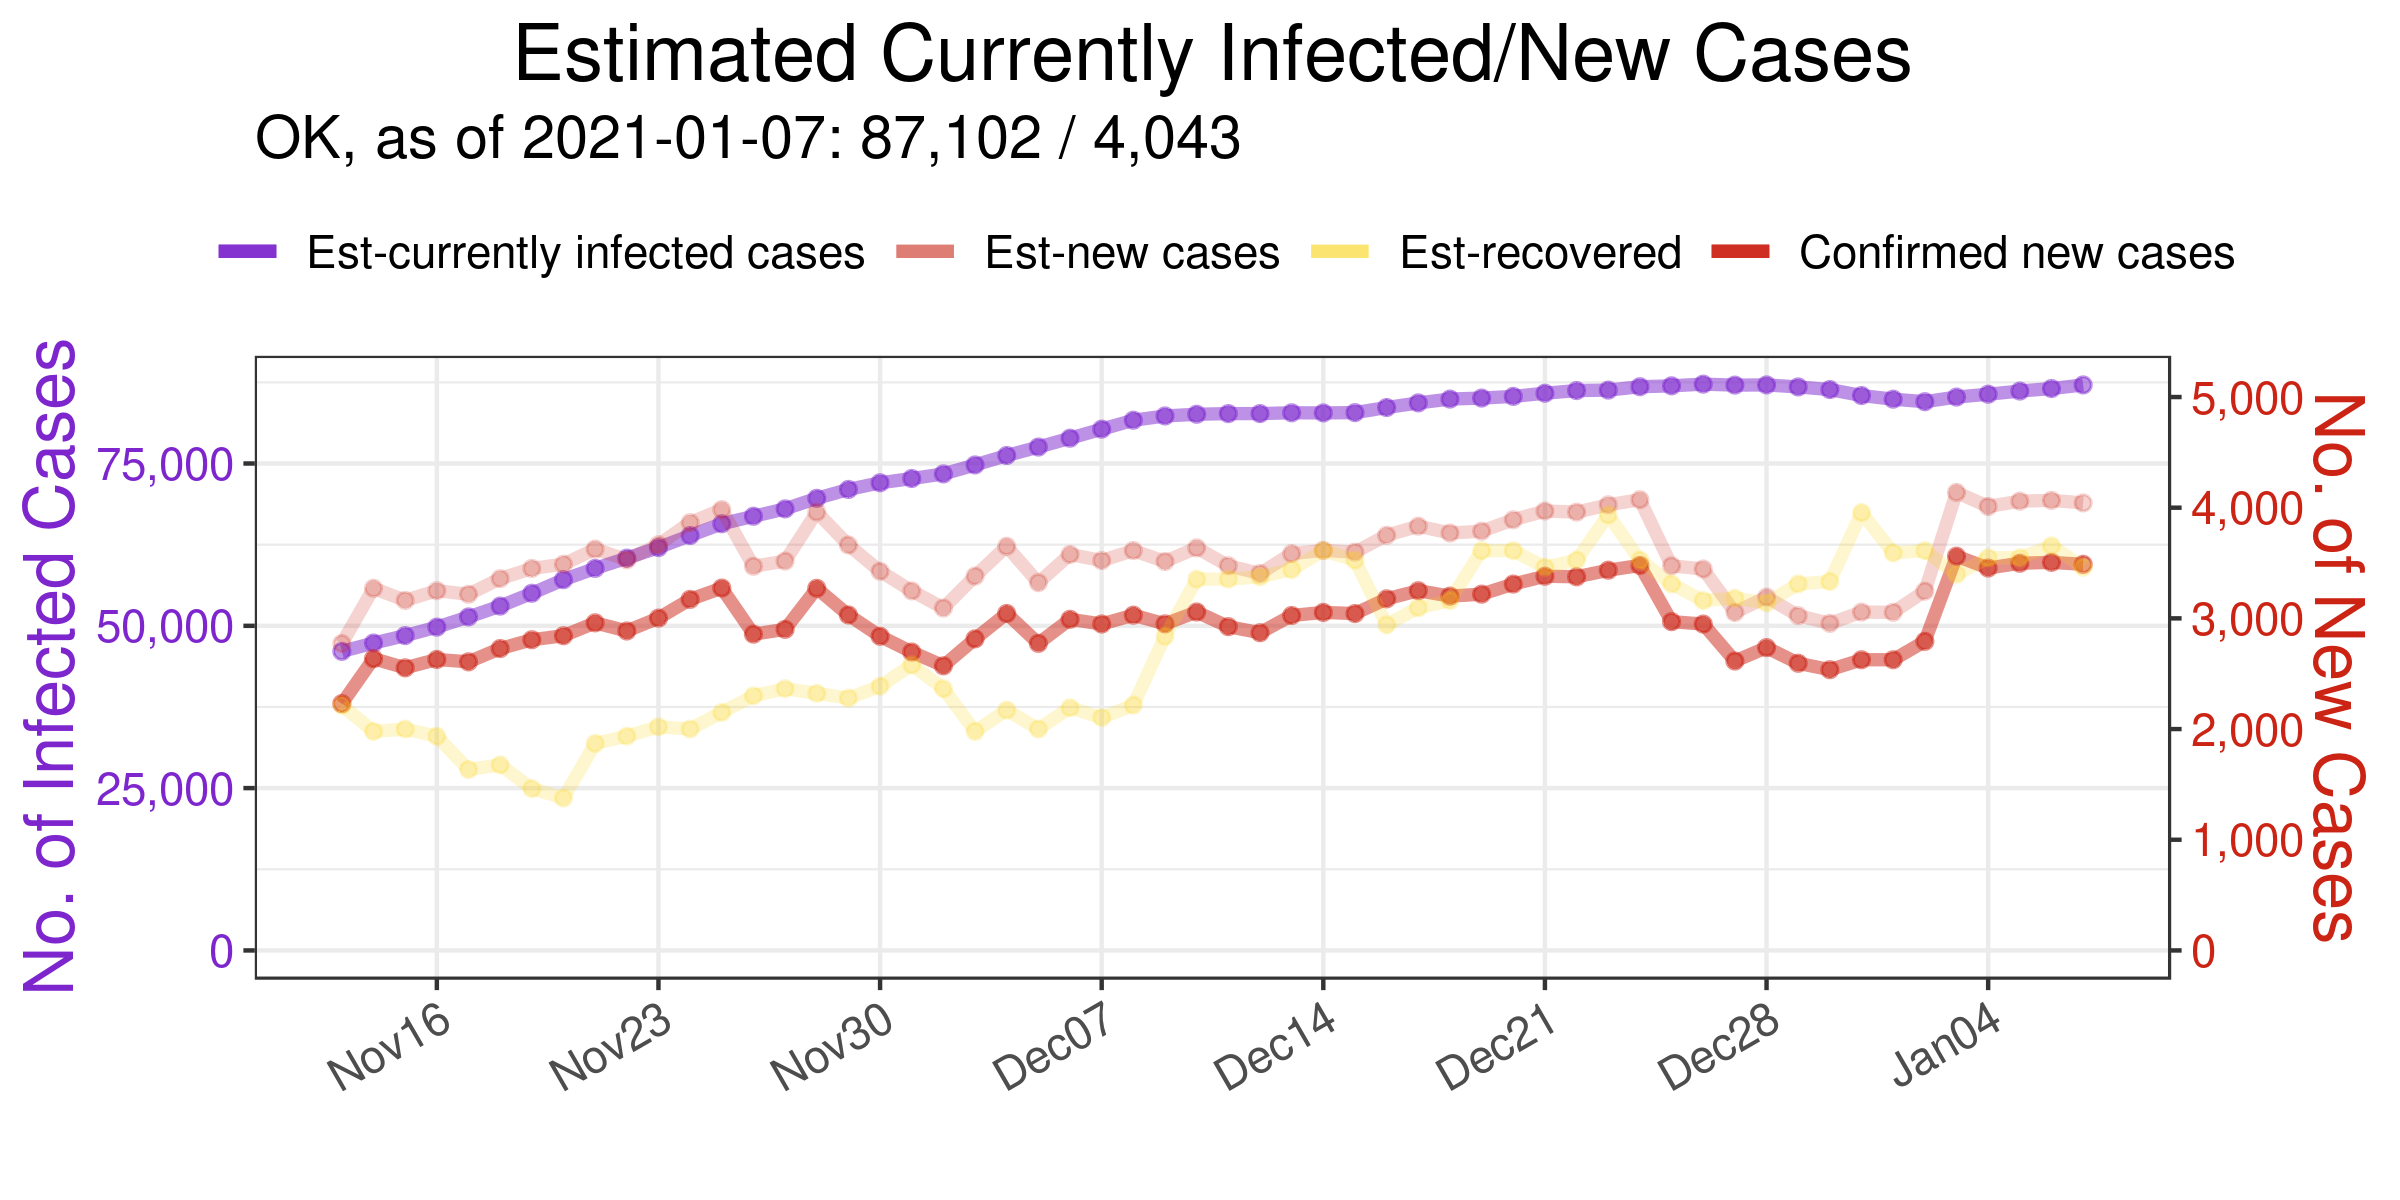 Estimated Currently Infected/New Cases
OK, as of 2021-01-07: 87,102 / 4,043
Est-currently infected cases Est-new cases Est-recovered Confirmed new cases
No. of Infected Cases
75,000
50,000
25,000
0
5,000
4,000
3,000
2,000
1,000
0
No. of New Cases
Nov16 Nov23 Nov30 Dec07 Dec14 Dec21 Dec28 Jan04